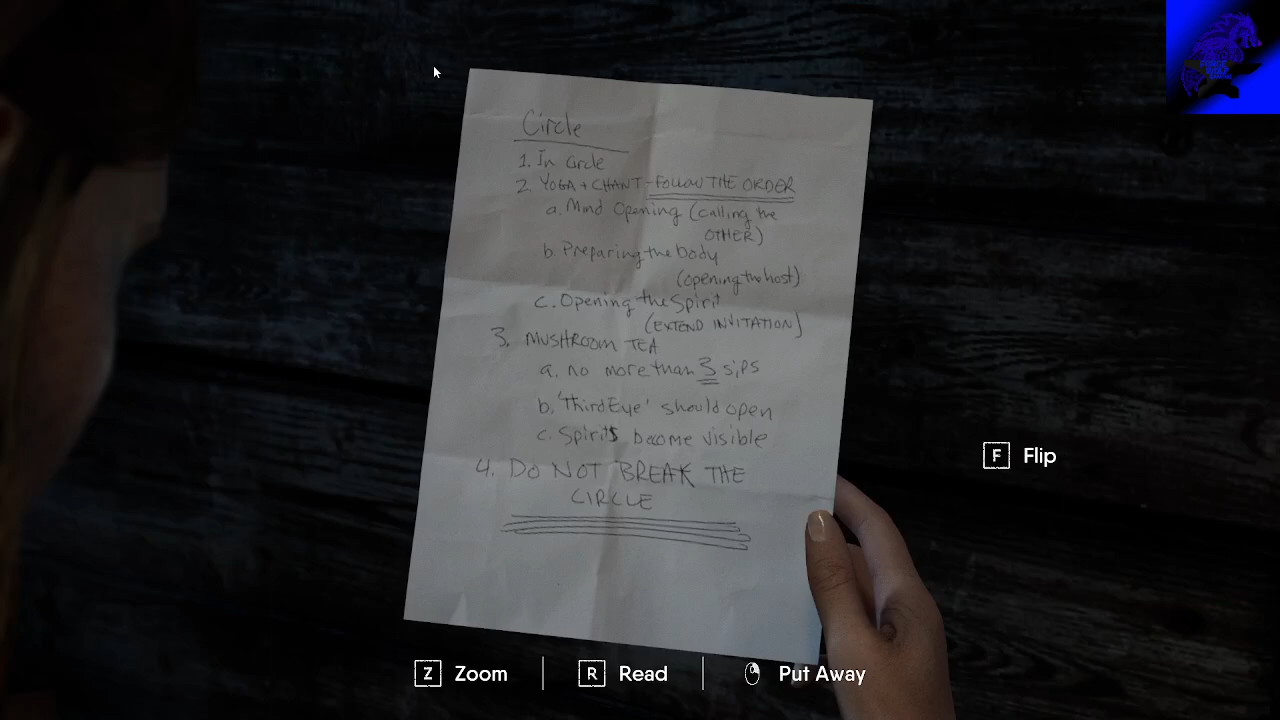 Circle
1. In Circle
2. YOGA + CHANT - FOLLOW THE ORDER
a. Mind Opening (calling the
OTHER)
b. Preparing the body
(opening the host)
c. Opening the Spirit
(EXTEND INVITATION)
3. MUSHROOM TEA
a. no more than 3 sips
b. 'Third Eye' should open
c. Spirits become visible
4. DO NOT BREAK THE
CIRCLE
F Flip
Z Zoom R Read Put Away